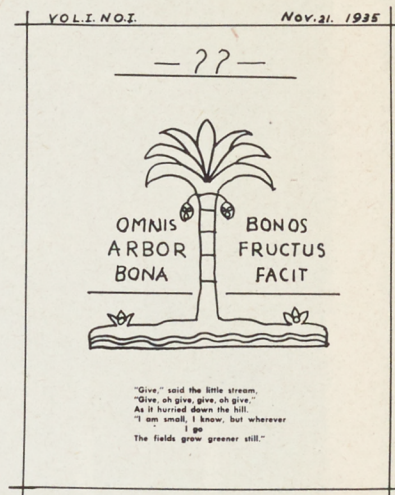 VOL.I. NO.I. NOV.21. 1935
— ?? —
OMNIS BONOS
ARBOR FRUCTUS
BONA FACIT
"Give," said the little stream,
"Give, oh give, give, oh give,"
As it hurried down the hill.
"I am small, I know, but wherever
I go
The fields grow greener still."